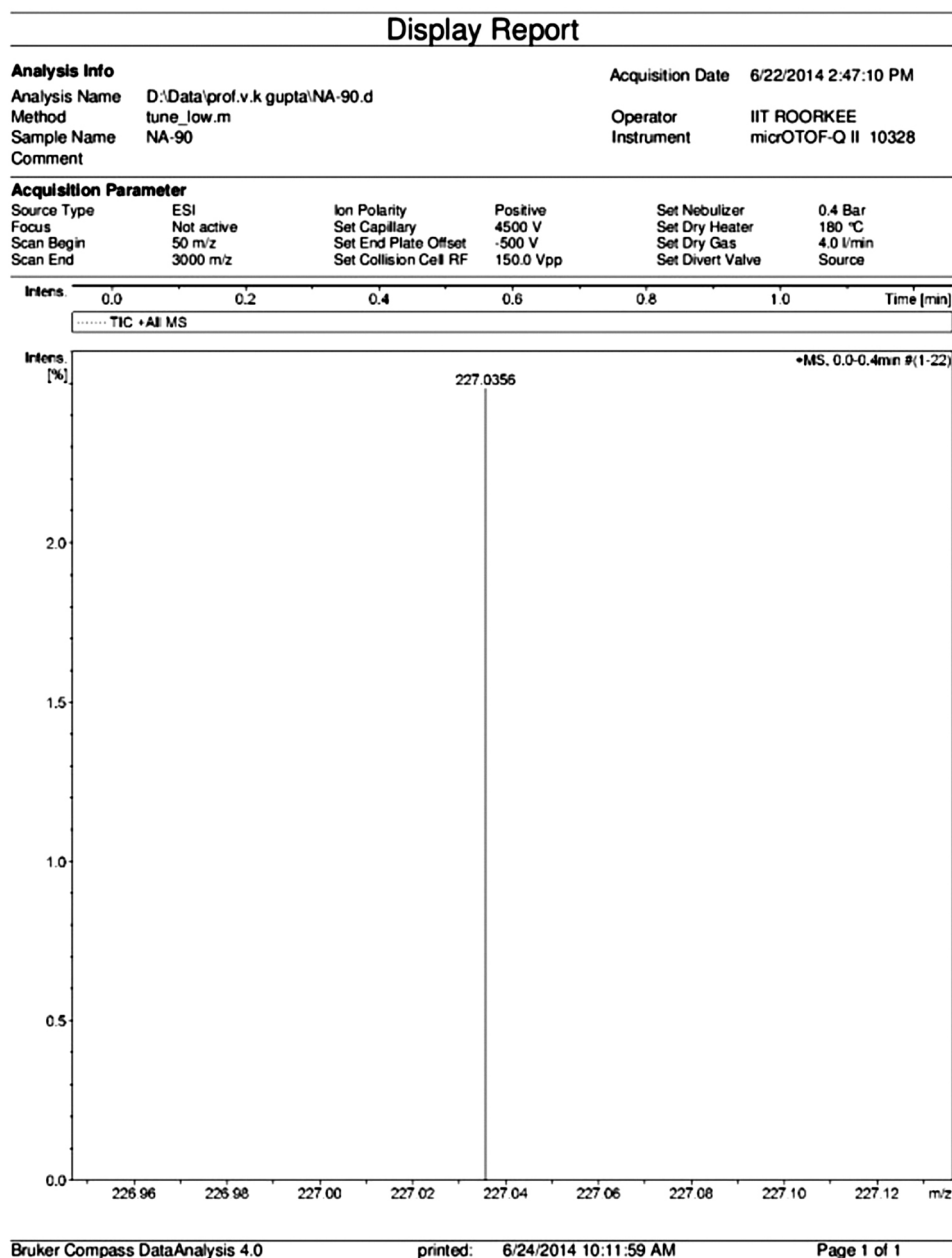 Display Report
Analysis Info
Acquisition Date 6/22/2014 2:47:10 PM
Analysis Name D:\Data\prof.v.k gupta\NA-90.d
Method tune_low.m Operator IIT ROORKEE
Sample Name NA-90 Instrument micrOTOF-Q II 10328
Comment
Acquisition Parameter
Source Type ESI Ion Polarity Positive Set Nebulizer 0.4 Bar
Focus Not active Set Capillary 4500 V Set Dry Heater 180 °C
Scan Begin 50 m/z Set End Plate Offset -500 V Set Dry Gas 4.0 l/min
Scan End 3000 m/z Set Collision Cell RF 150.0 Vpp Set Divert Valve Source
Intens. 0.0 0.2 0.4 0.6 0.8 1.0 Time [min]
TIC +All MS
Intens. +MS, 0.0-0.4min #(1-22)
[%] 227.0356
2.0
1.5
1.0
0.5
0.0
226.96 226.98 227.00 227.02 227.04 227.06 227.08 227.10 227.12 m/z
Bruker Compass DataAnalysis 4.0 printed: 6/24/2014 10:11:59 AM Page 1 of 1